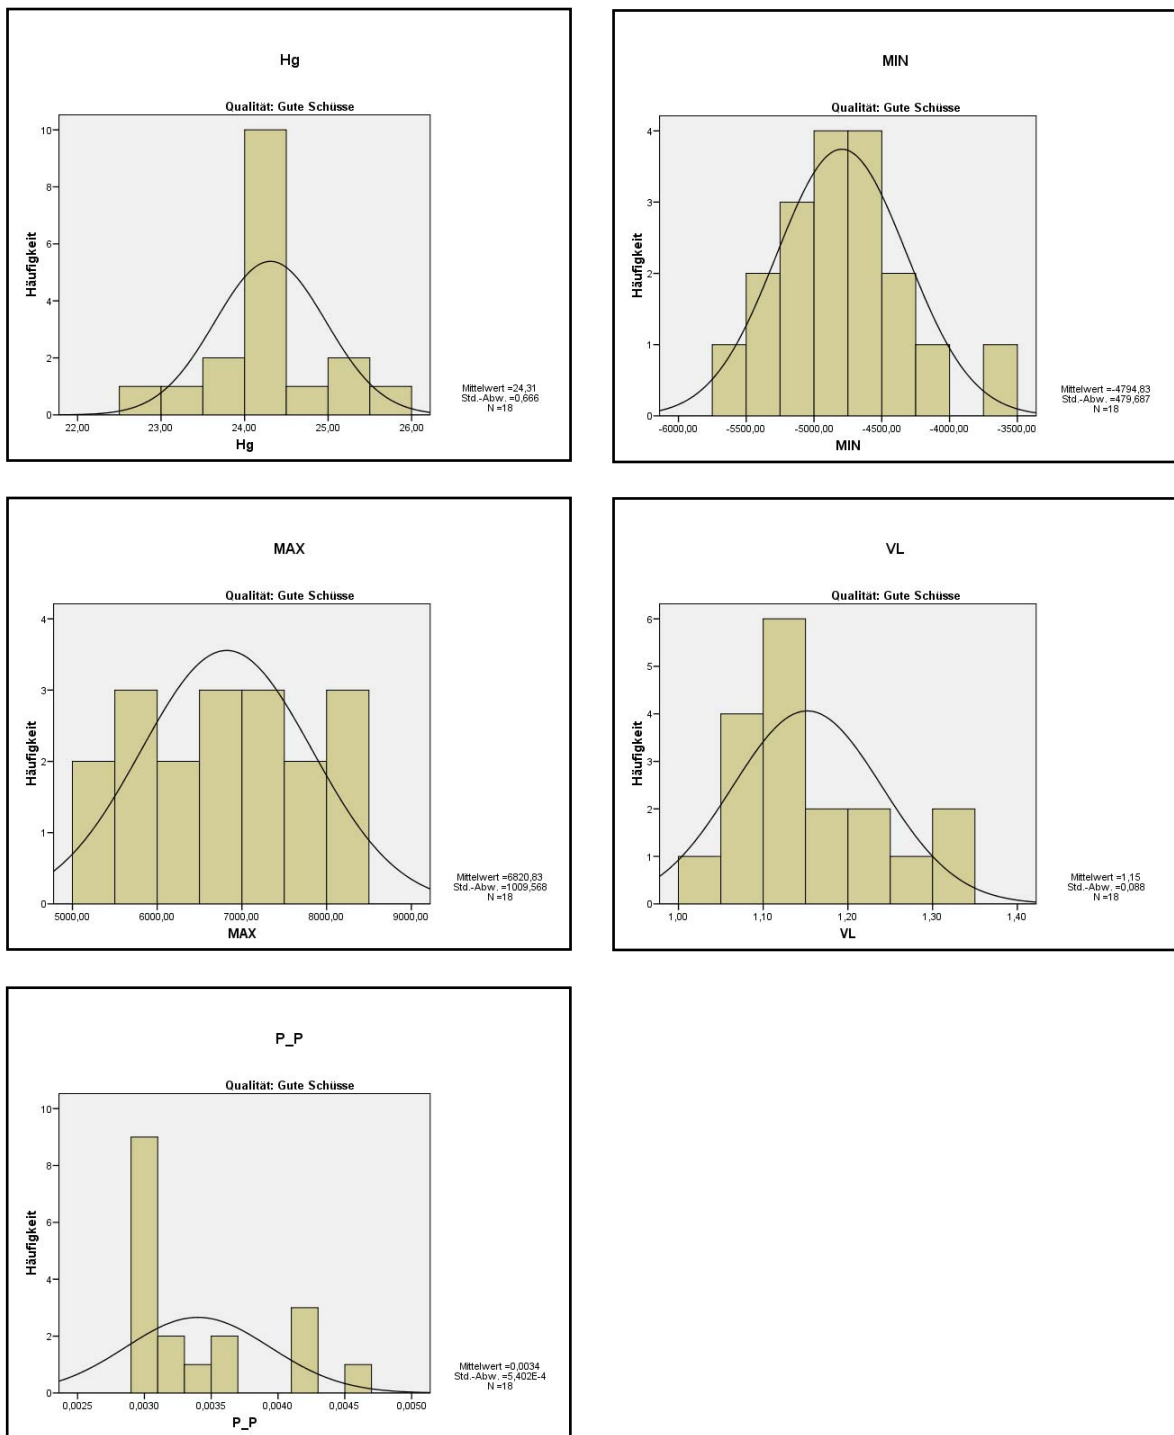 Hg
Qualität: Gute Schüsse
10
8
6
4
2
0
Häufigkeit
22,00 23,00 24,00 25,00 26,00
Hg
Mittelwert =24,31
Std.-Abw. =0,666
N =18
MIN
Qualität: Gute Schüsse
4
3
2
1
0
Häufigkeit
-6000,00 -5500,00 -5000,00 -4500,00 -4000,00 -3500,00
MIN
Mittelwert =-4794,83
Std.-Abw. =479,687
N =18
MAX
Qualität: Gute Schüsse
4
3
2
1
0
Häufigkeit
5000,00 6000,00 7000,00 8000,00 9000,00
MAX
Mittelwert =6820,83
Std.-Abw. =1009,568
N =18
VL
Qualität: Gute Schüsse
6
5
4
3
2
1
0
Häufigkeit
1,00 1,10 1,20 1,30 1,40
VL
Mittelwert =1,15
Std.-Abw. =0,088
N =18
P_P
Qualität: Gute Schüsse
10
8
6
4
2
0
Häufigkeit
0,0025 0,0030 0,0035 0,0040 0,0045 0,0050
P_P
Mittelwert =0,0034
Std.-Abw. =5,402E-4
N =18